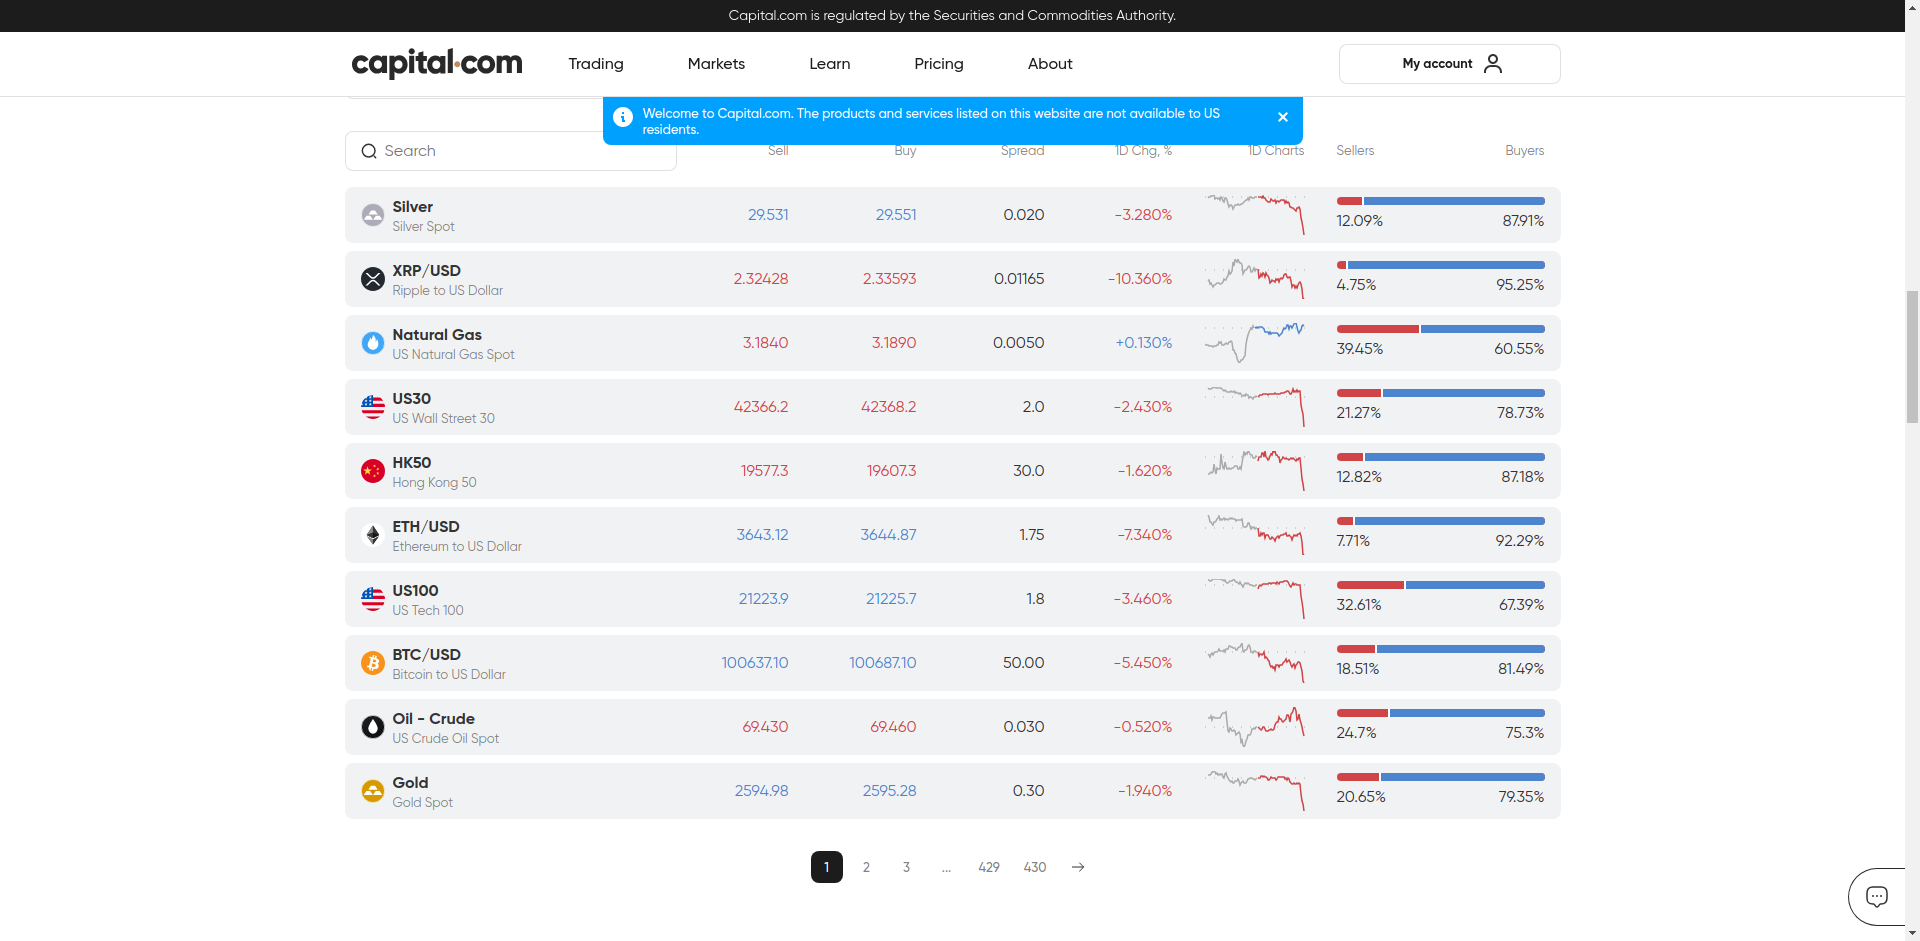 Capital.com is regulated by the Securities and Commodities Authority.
capital.com Trading Markets Learn Pricing About My account
Welcome to Capital.com. The products and services listed on this website are not available to US
residents.
Search Sell Buy Spread 1D Chg, % 1D Charts Sellers Buyers
Silver
Silver Spot
29.531 29.551 0.020 -3.280% 12.09% 87.91%
XRP/USD
Ripple to US Dollar
2.32428 2.33593 0.01165 -10.360% 4.75% 95.25%
Natural Gas
US Natural Gas Spot
3.1840 3.1890 0.0050 +0.130% 39.45% 60.55%
US30
US Wall Street 30
42366.2 42368.2 2.0 -2.430% 21.27% 78.73%
HK50
Hong Kong 50
19577.3 19607.3 30.0 -1.620% 12.82% 87.18%
ETH/USD
Ethereum to US Dollar
3643.12 3644.87 1.75 -7.340% 7.71% 92.29%
US100
US Tech 100
21223.9 21225.7 1.8 -3.460% 32.61% 67.39%
BTC/USD
Bitcoin to US Dollar
100637.10 100687.10 50.00 -5.450% 18.51% 81.49%
Oil - Crude
US Crude Oil Spot
69.430 69.460 0.030 -0.520% 24.7% 75.3%
Gold
Gold Spot
2594.98 2595.28 0.30 -1.940% 20.65% 79.35%
1 2 3 ... 429 430